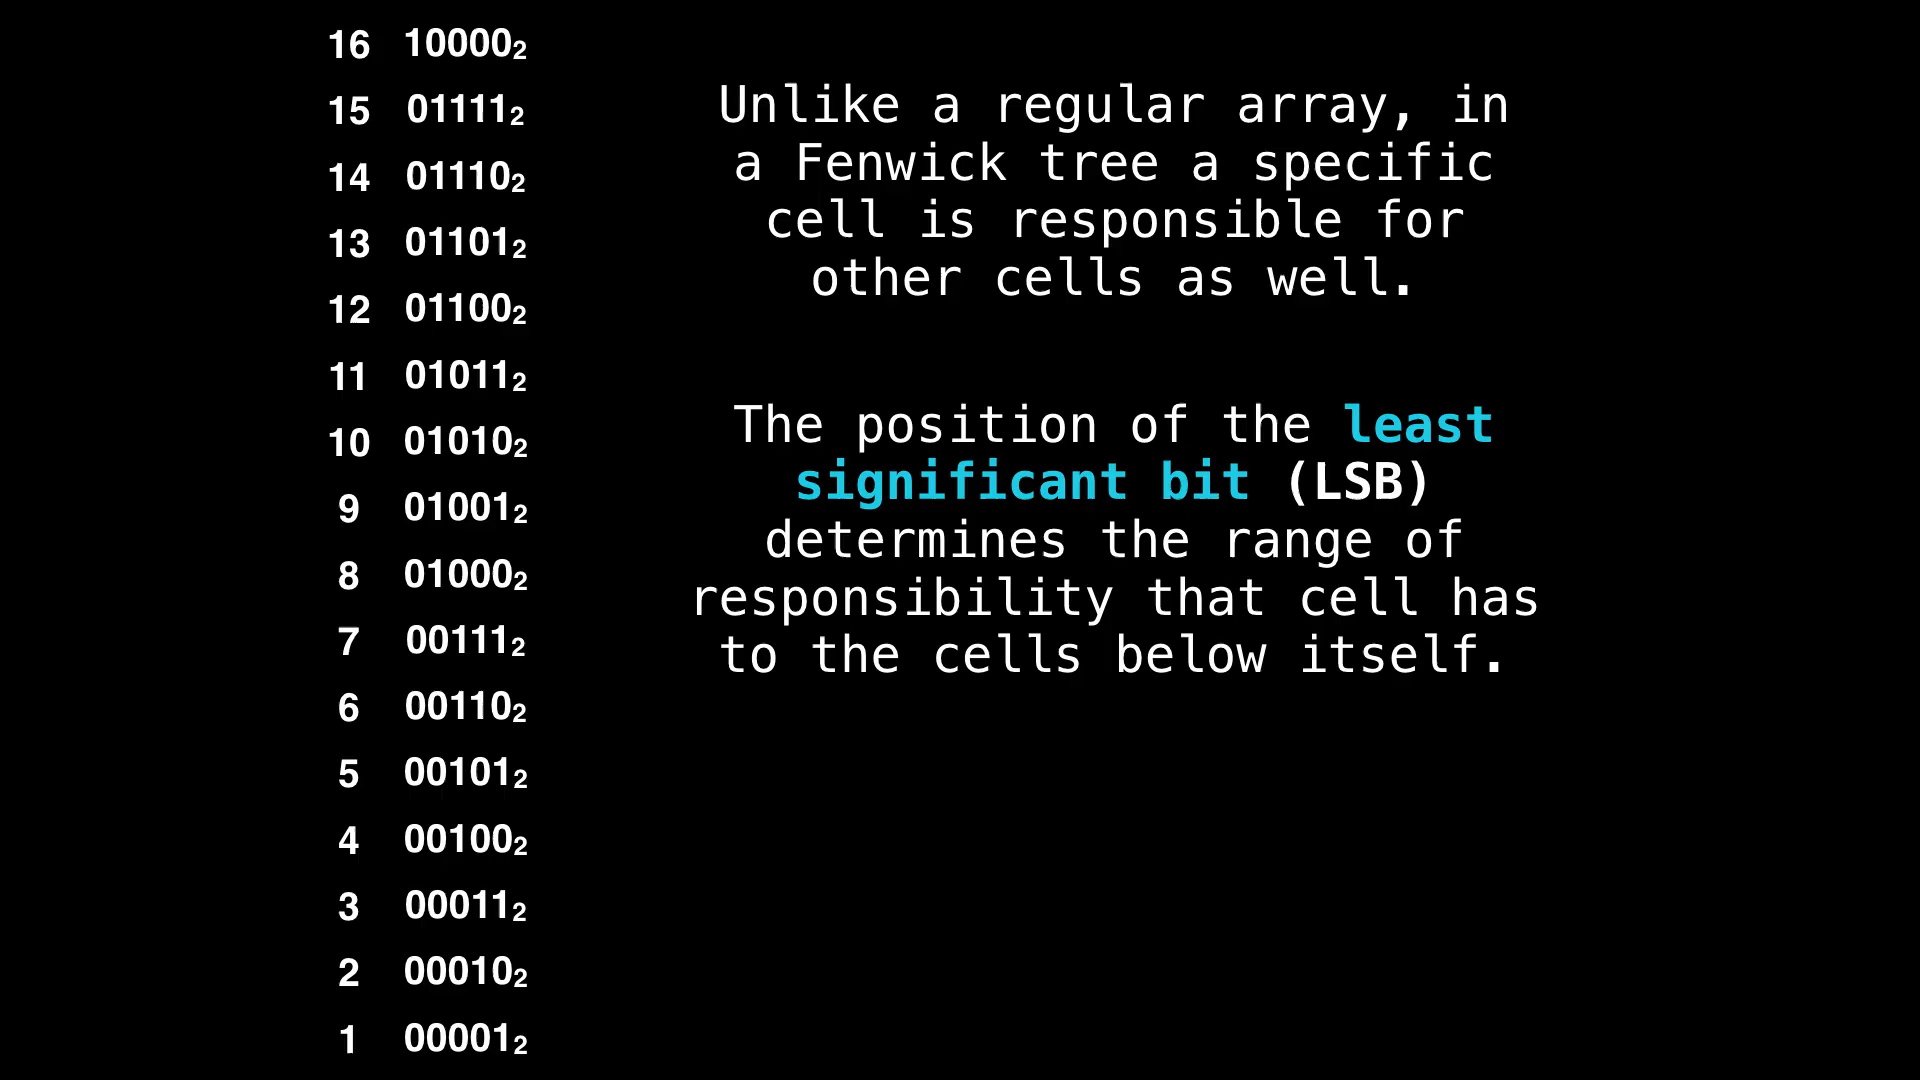 16 10000₂
15 01111₂
14 01110₂
13 01101₂
12 01100₂
11 01011₂
10 01010₂
9 01001₂
8 01000₂
7 00111₂
6 00110₂
5 00101₂
4 00100₂
3 00011₂
2 00010₂
1 00001₂
Unlike a regular array, in
a Fenwick tree a specific
cell is responsible for
other cells as well.
The position of the least
significant bit (LSB)
determines the range of
responsibility that cell has
to the cells below itself.